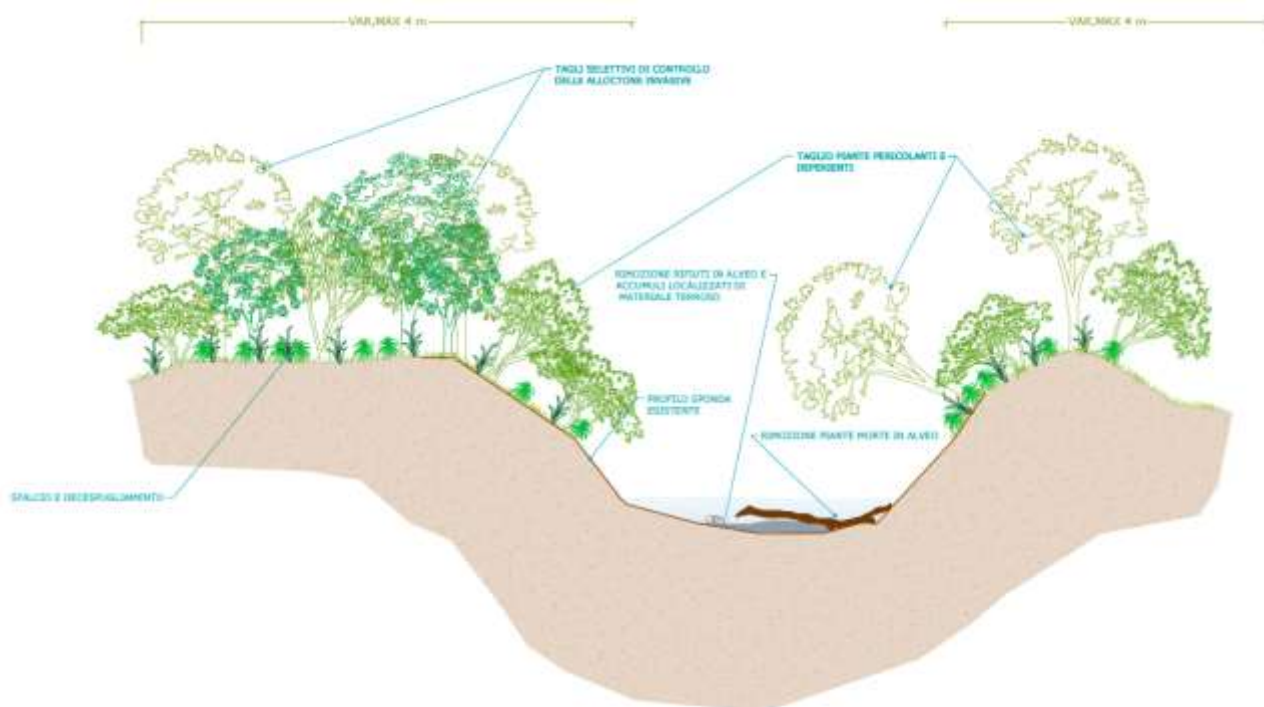 VAR.MAX 4 m
VAR.MAX 4 m
TAGLI SELETTIVI DI CONTROLLO
DELLE ALLOCTONE INVASIVE
TAGLIO PIANTE PERICOLANTI E
DEPERIENTI
RIMOZIONE RIFIUTI IN ALVEO E
ACCUMULI LOCALIZZATI DI
MATERIALE TERROSO
PROFILO SPONDA
ESISTENTE
RIMOZIONE PIANTE MORTE IN ALVEO
SFALCIO E DECESPUGLIAMENTO